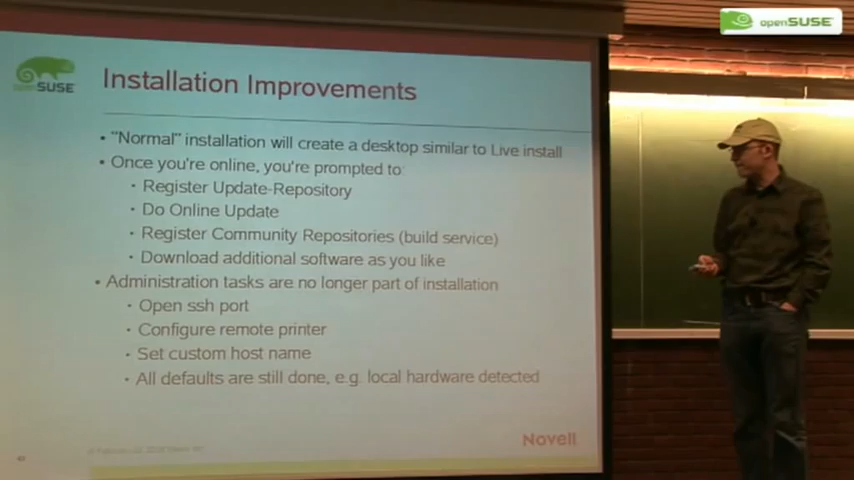 openSUSE
openSUSE
Installation Improvements
• "Normal" installation will create a desktop similar to Live install
• Once you're online, you're prompted to:
• Register Update-Repository
• Do Online Update
• Register Community Repositories (build service)
• Download additional software as you like
• Administration tasks are no longer part of installation
• Open ssh port
• Configure remote printer
• Set custom host name
• All defaults are still done, e.g. local hardware detected
Novell